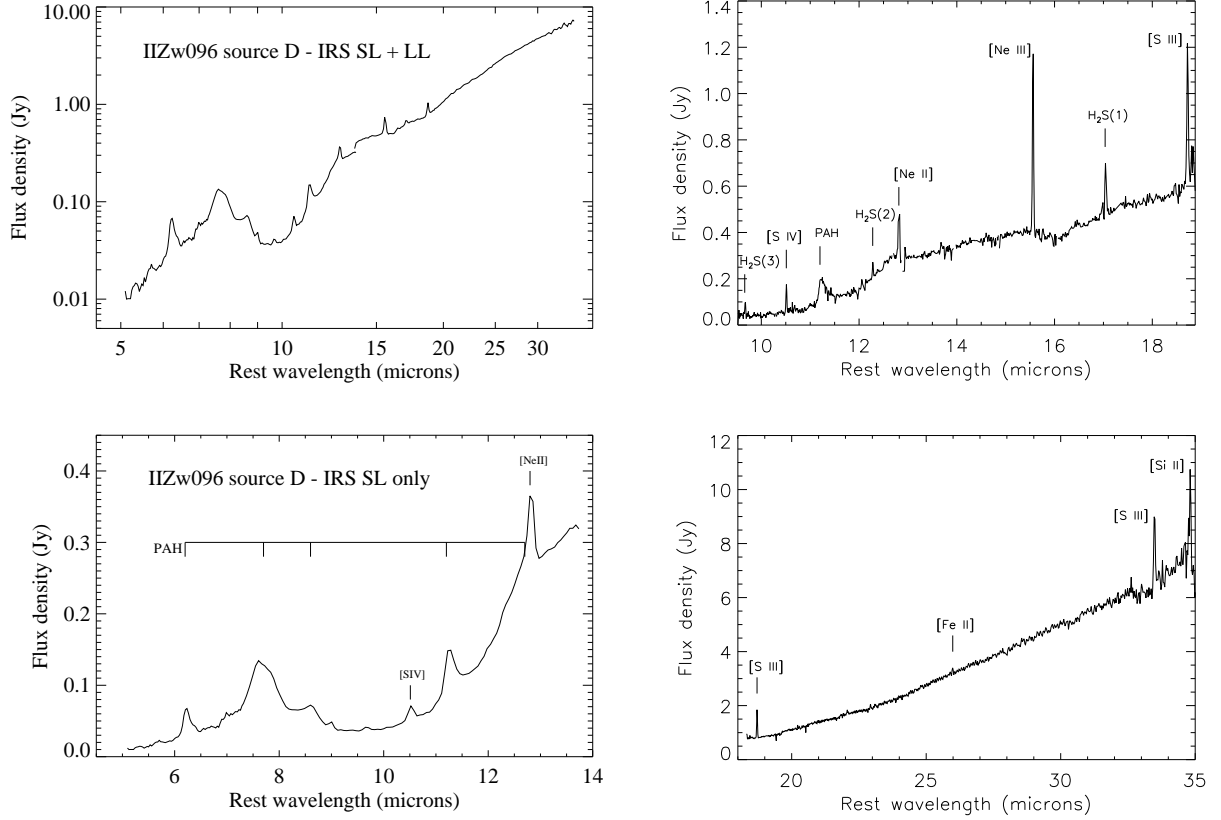 10.00
1.00
0.10
0.01
Flux density (Jy)
IIZw096 source D - IRS SL + LL
5 10 15 20 25 30
Rest wavelength (microns)
1.4
1.2
1.0
0.8
0.6
0.4
0.2
0.0
Flux density (Jy)
H₂S(3)
[S IV]
PAH
H₂S(2)
[Ne II]
[Ne III]
H₂S(1)
[S III]
10 12 14 16 18
Rest wavelength (microns)
0.4
0.3
0.2
0.1
0.0
Flux density (Jy)
IIZw096 source D - IRS SL only
PAH
[SIV]
[NeII]
6 8 10 12 14
Rest wavelength (microns)
12
10
8
6
4
2
0
Flux density (Jy)
[S III]
[Fe II]
[S III]
[Si II]
20 25 30 35
Rest wavelength (microns)